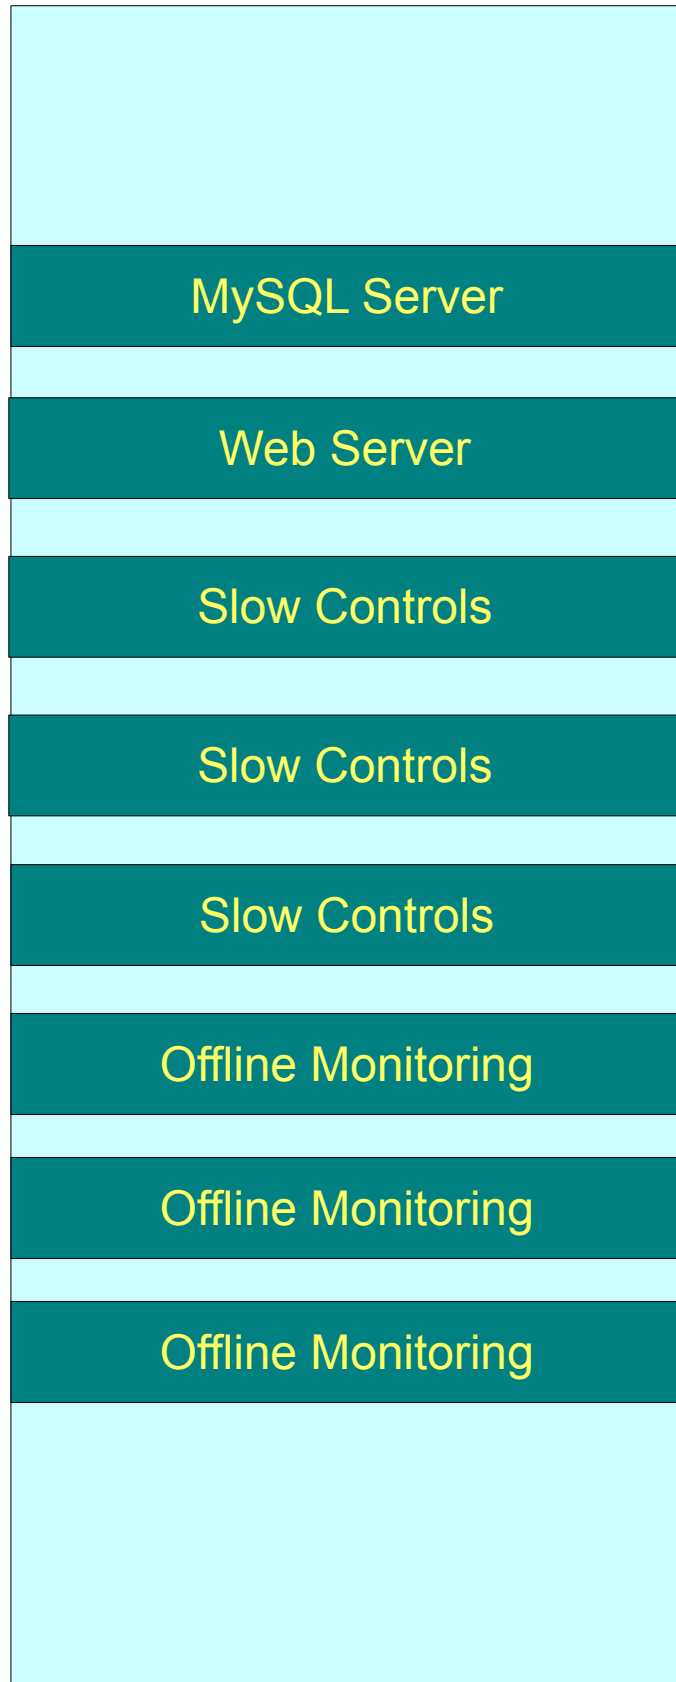 MySQL Server
Web Server
Slow Controls
Slow Controls
Slow Controls
Offline Monitoring
Offline Monitoring
Offline Monitoring